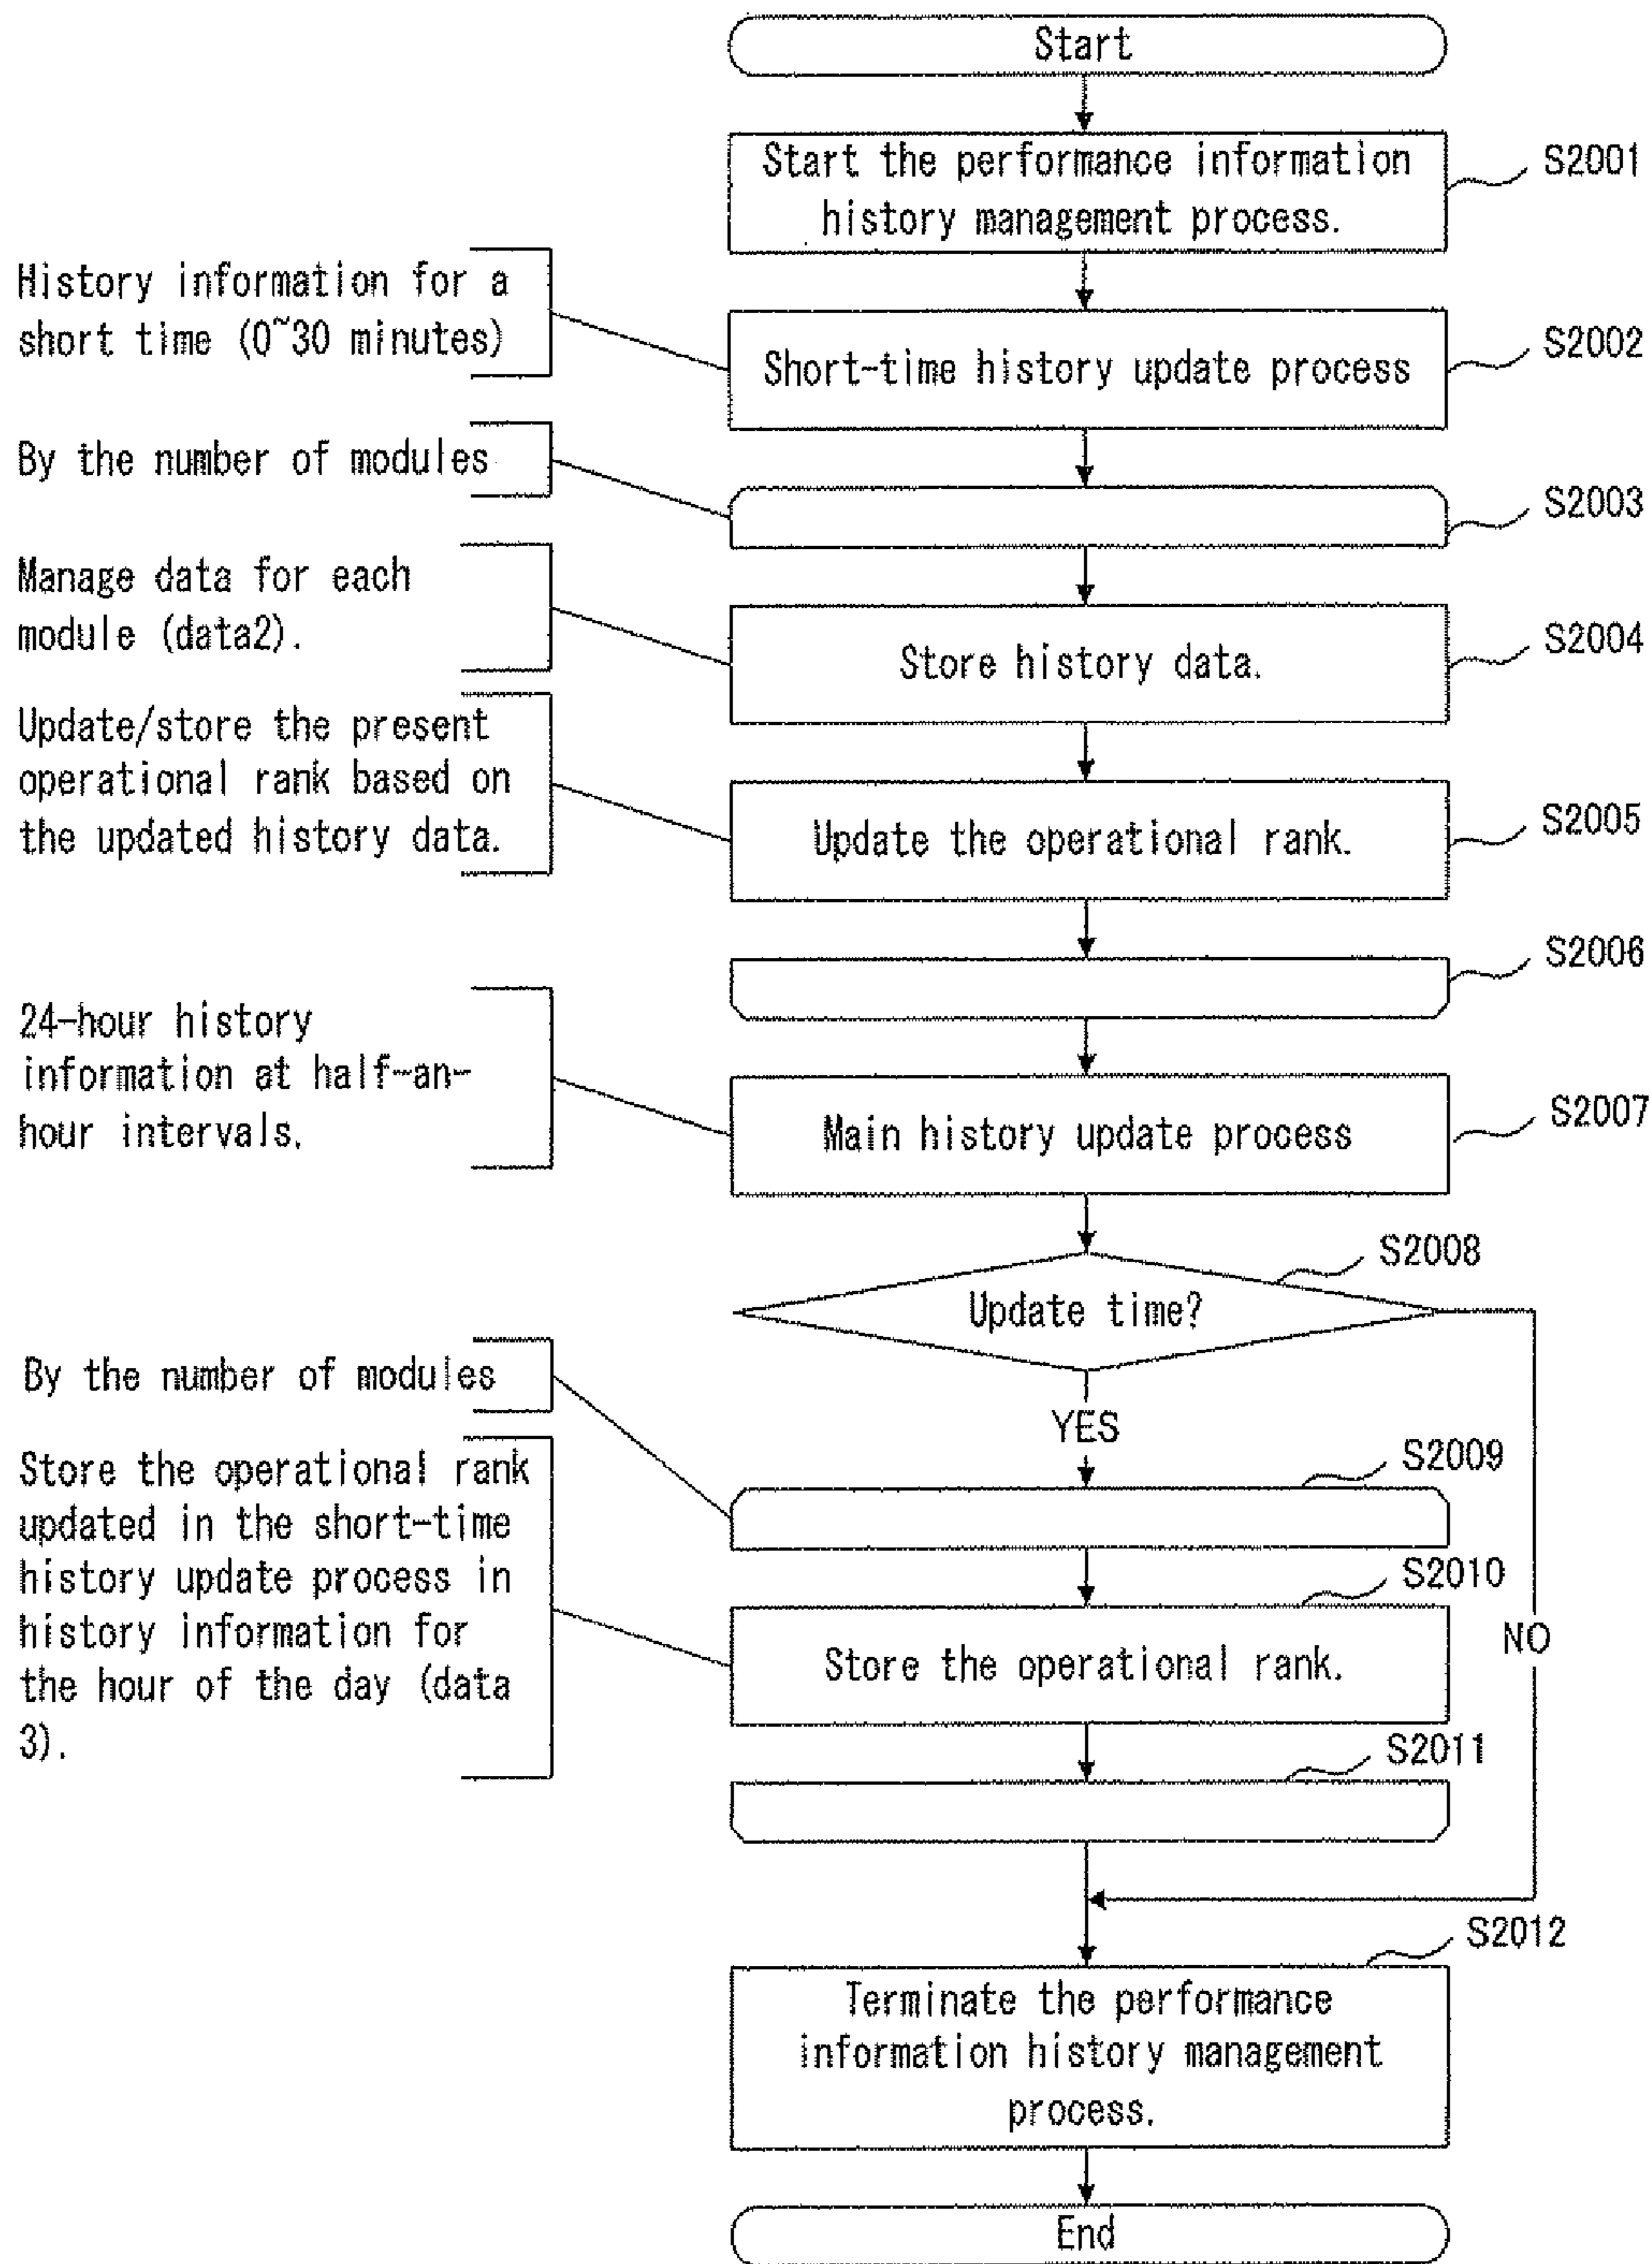 Start
Start the performance information
history management process.
S2001
History information for a
short time (0~30 minutes)
Short-time history update process
S2002
By the number of modules
S2003
Manage data for each
module (data2).
Store history data.
S2004
Update/store the present
operational rank based on
the updated history data.
Update the operational rank.
S2005
S2006
24-hour history
information at half-an-
hour intervals.
Main history update process
S2007
Update time?
S2008
YES
NO
By the number of modules
S2009
Store the operational rank
updated in the short-time
history update process in
history information for
the hour of the day (data
3).
Store the operational rank.
S2010
S2011
S2012
Terminate the performance
information history management
process.
End